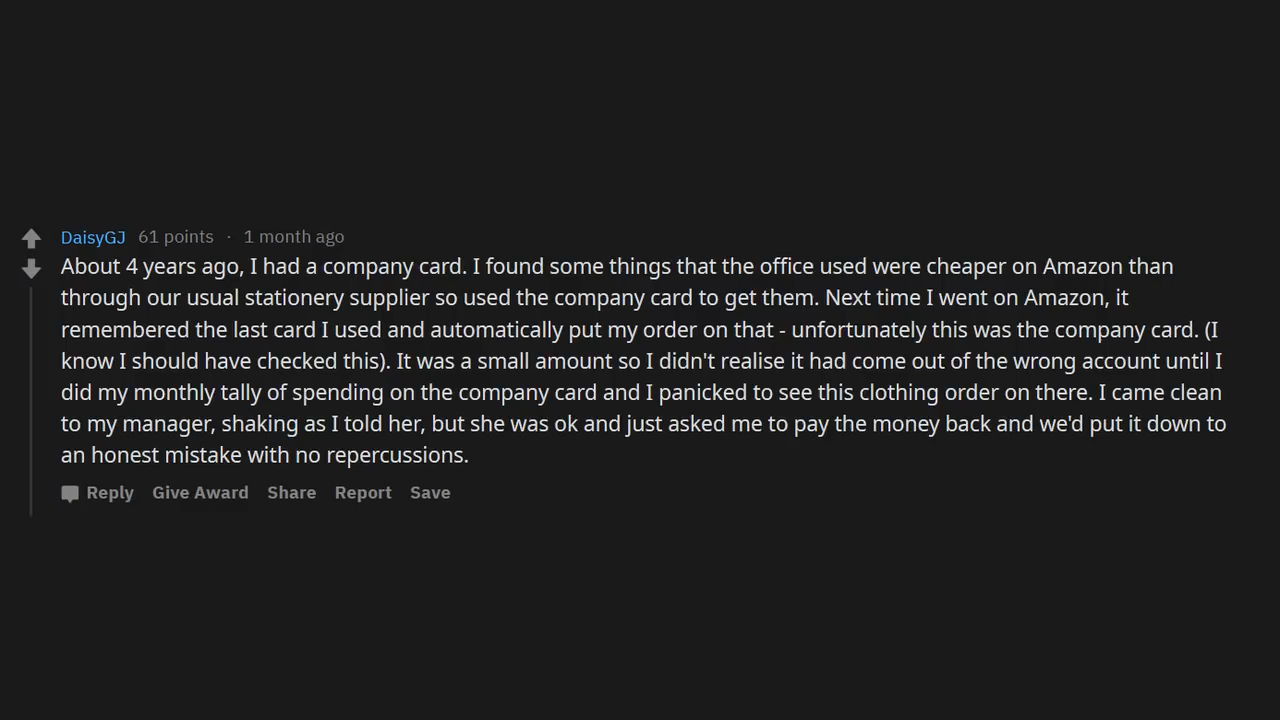 DaisyGJ 61 points · 1 month ago
About 4 years ago, I had a company card. I found some things that the office used were cheaper on Amazon than
through our usual stationery supplier so used the company card to get them. Next time I went on Amazon, it
remembered the last card I used and automatically put my order on that - unfortunately this was the company card. (I
know I should have checked this). It was a small amount so I didn't realise it had come out of the wrong account until I
did my monthly tally of spending on the company card and I panicked to see this clothing order on there. I came clean
to my manager, shaking as I told her, but she was ok and just asked me to pay the money back and we'd put it down to
an honest mistake with no repercussions.
Reply Give Award Share Report Save